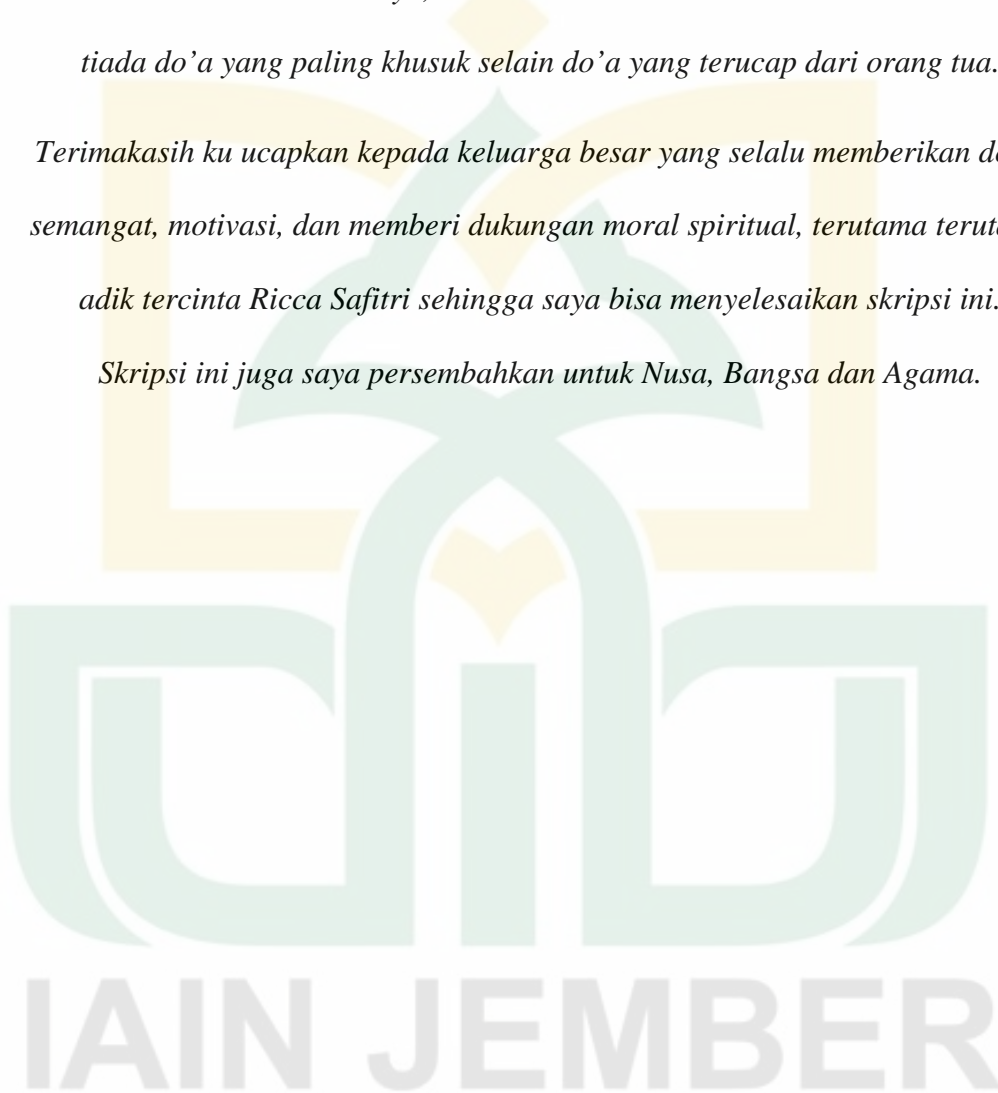 tiada do’a yang paling khusuk selain do’a yang terucap dari orang tua.
Terimakasih ku ucapkan kepada keluarga besar yang selalu memberikan
semangat, motivasi, dan memberi dukungan moral spiritual, terutama
adik tercinta Ricca Safitri sehingga saya bisa menyelesaikan skripsi ini.
Skripsi ini juga saya persembahkan untuk Nusa, Bangsa dan Agama.
IAIN JEMBER